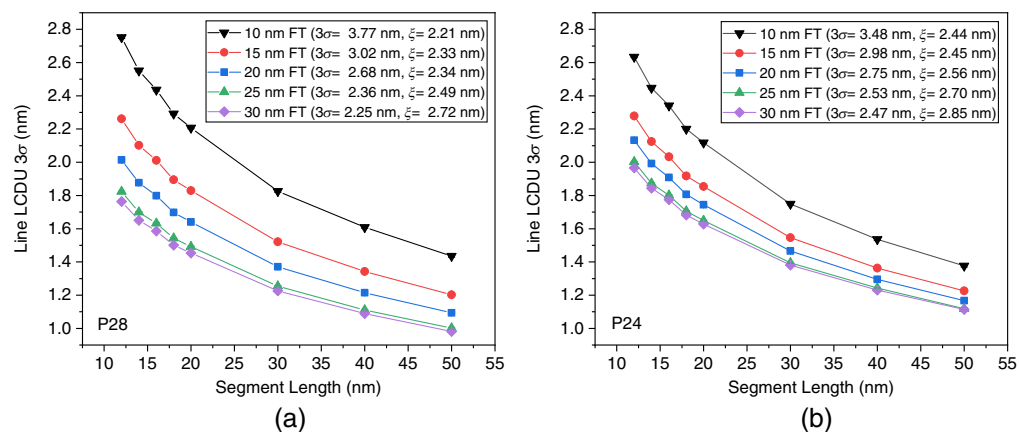 Line LCDU 3σ (nm)
2.8
2.6
2.4
2.2
2.0
1.8
1.6
1.4
1.2
1.0
10 nm FT (3σ= 3.77 nm, ξ= 2.21 nm)
15 nm FT (3σ= 3.02 nm, ξ= 2.33 nm)
20 nm FT (3σ= 2.68 nm, ξ= 2.34 nm)
25 nm FT (3σ= 2.36 nm, ξ= 2.49 nm)
30 nm FT (3σ= 2.25 nm, ξ= 2.72 nm)
P28
10 15 20 25 30 35 40 45 50 55
Segment Length (nm)
(a)
Line LCDU 3σ (nm)
2.8
2.6
2.4
2.2
2.0
1.8
1.6
1.4
1.2
1.0
10 nm FT (3σ= 3.48 nm, ξ= 2.44 nm)
15 nm FT (3σ= 2.98 nm, ξ= 2.45 nm)
20 nm FT (3σ= 2.75 nm, ξ= 2.56 nm)
25 nm FT (3σ= 2.53 nm, ξ= 2.70 nm)
30 nm FT (3σ= 2.47 nm, ξ= 2.85 nm)
P24
10 15 20 25 30 35 40 45 50 55
Segment Length (nm)
(b)